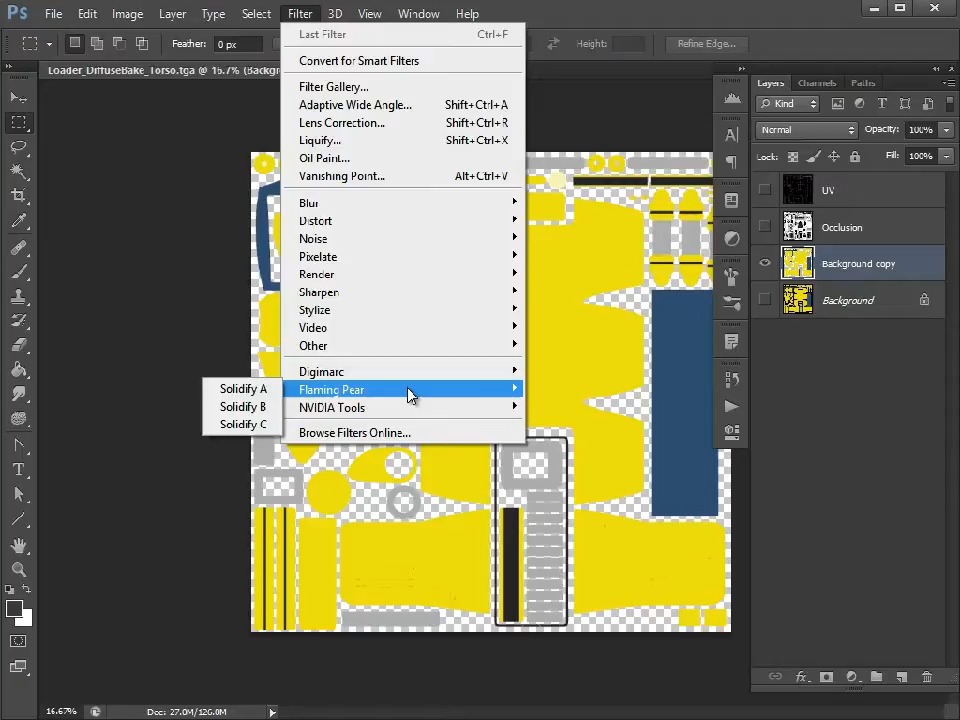 Ps File Edit Image Layer Type Select Filter 3D View Window Help
Feather: 0 px
Height:
Refine Edge...
Loader_DiffuseBake_Torso.tga @ 16.7% (Backgr
Last Filter Ctrl+F
Convert for Smart Filters
Filter Gallery...
Adaptive Wide Angle... Shift+Ctrl+A
Lens Correction... Shift+Ctrl+R
Liquify... Shift+Ctrl+X
Oil Paint...
Vanishing Point... Alt+Ctrl+V
Blur
Distort
Noise
Pixelate
Render
Sharpen
Stylize
Video
Other
Digimarc
Flaming Pear
NVIDIA Tools
Browse Filters Online...
Solidify A
Solidify B
Solidify C
Layers Channels Paths
Kind
Normal Opacity: 100%
Lock: Fill: 100%
UV
Occlusion
Background copy
Background
fx
16.67% Doc: 27.0M/126.0M